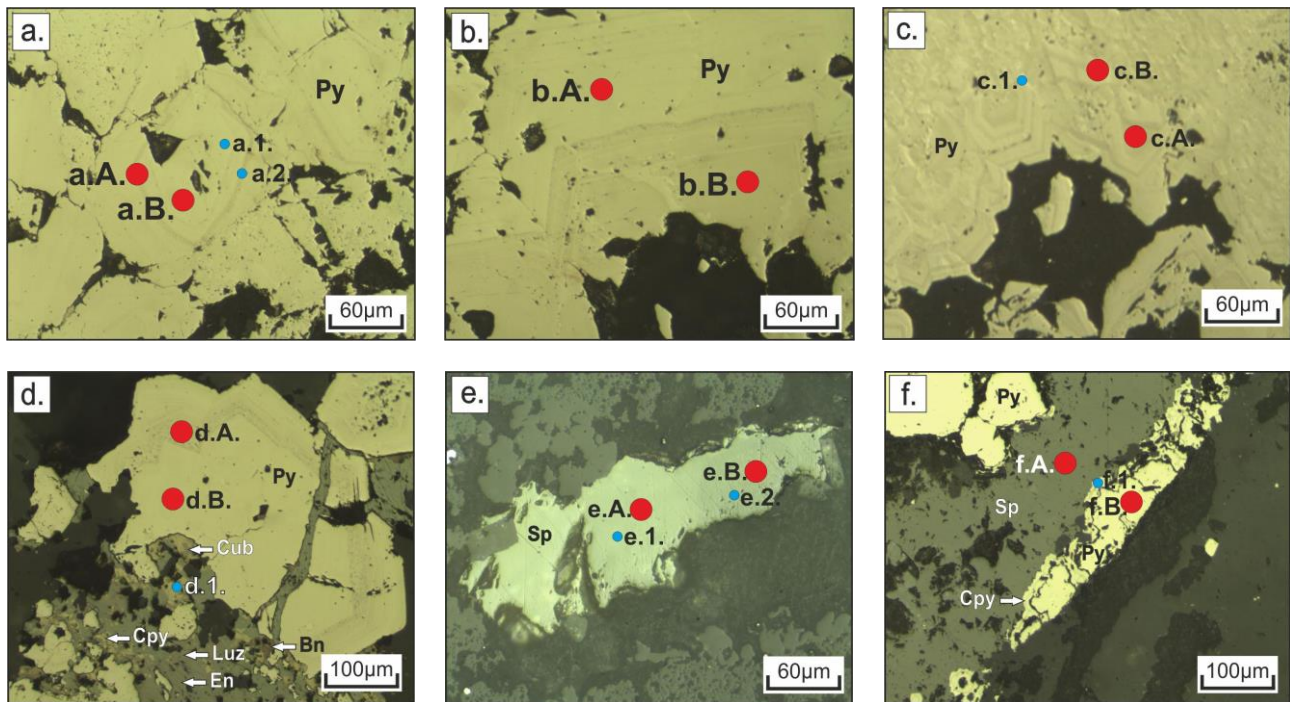 a.
Py
a.1.
a.A.
a.2.
a.B.
60µm
b.
Py
b.A.
b.B.
60µm
c.
c.B.
c.1.
Py
c.A.
60µm
d.
d.A.
Py
d.B.
Cub
d.1.
Cpy
Bn
Luz
En
100µm
e.
e.B.
e.2.
e.A.
Sp
e.1.
60µm
f.
Py
f.A.
f.1.
Sp
f.B.
Py
Cpy
100µm